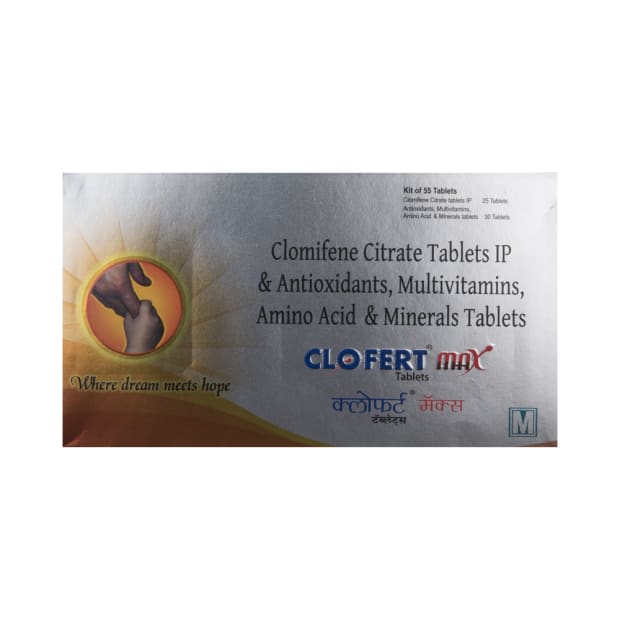 Kit of 55 Tablets
Clomifene Citrate tablets IP 25 Tablets
Antioxidants, Multivitamins,
Amino Acid & Minerals tablets 30 Tablets
Clomifene Citrate Tablets IP
& Antioxidants, Multivitamins,
Amino Acid & Minerals Tablets
CLOFERT® max
Tablets
Where dream meets hope
क्लोफर्ट® मॅक्स
टॅब्लेट्स
M